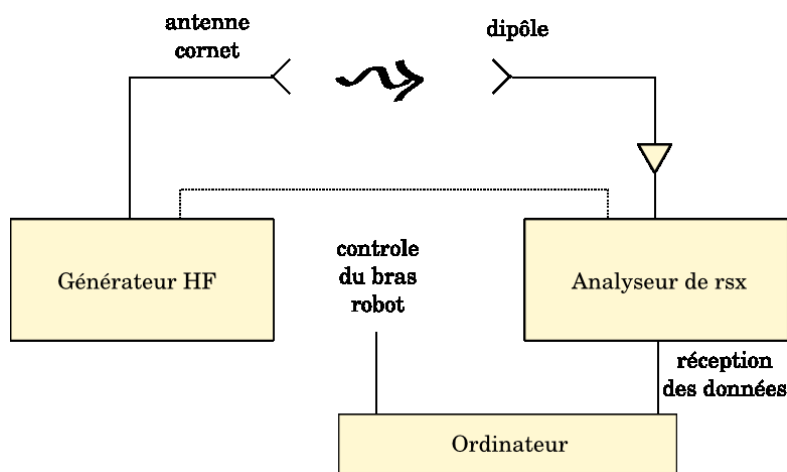 antenne
cornet
dipôle
Générateur HF
controle
du bras
robot
Analyseur de rsx
réception
des données
Ordinateur